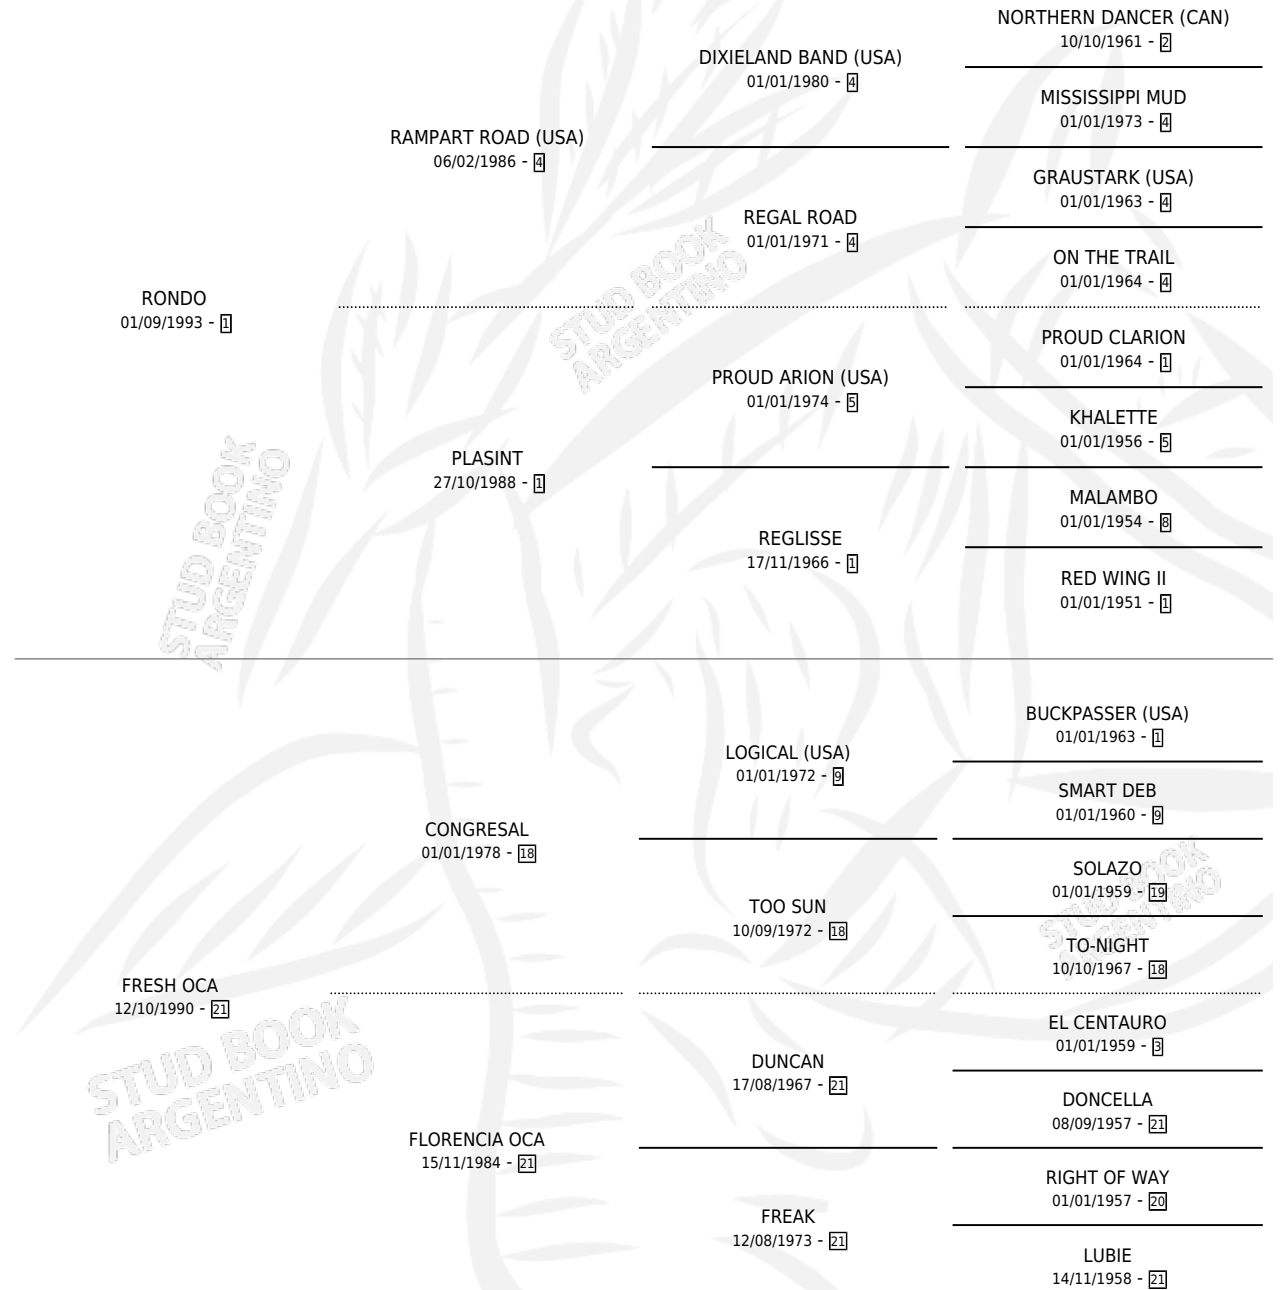 NORTHERN DANCER (CAN)
10/10/1961 - 2
DIXIELAND BAND (USA)
01/01/1980 - 4
MISSISSIPPI MUD
01/01/1973 - 4
RAMPART ROAD (USA)
06/02/1986 - 4
GRAUSTARK (USA)
01/01/1963 - 4
REGAL ROAD
01/01/1971 - 4
ON THE TRAIL
01/01/1964 - 4
RONDO
01/09/1993 - 1
PROUD CLARION
01/01/1964 - 1
PROUD ARION (USA)
01/01/1974 - 5
KHALETTE
01/01/1956 - 5
PLASINT
27/10/1988 - 1
MALAMBO
01/01/1954 - 8
REGLISSE
17/11/1966 - 1
RED WING II
01/01/1951 - 1
BUCKPASSER (USA)
01/01/1963 - 1
LOGICAL (USA)
01/01/1972 - 9
SMART DEB
01/01/1960 - 9
CONGRESAL
01/01/1978 - 18
SOLAZO
01/01/1959 - 19
TOO SUN
10/09/1972 - 18
TO-NIGHT
10/10/1967 - 18
FRESH OCA
12/10/1990 - 21
EL CENTAURO
01/01/1959 - 3
DUNCAN
17/08/1967 - 21
DONCELLA
08/09/1957 - 21
FLORENCIA OCA
15/11/1984 - 21
RIGHT OF WAY
01/01/1957 - 20
FREAK
12/08/1973 - 21
LUBIE
14/11/1958 - 21
STUD BOOK
ARGENTINO
STUD BOOK
ARGENTINO
STUD BOOK
ARGENTINO
STUD BOOK
ARGENTINO